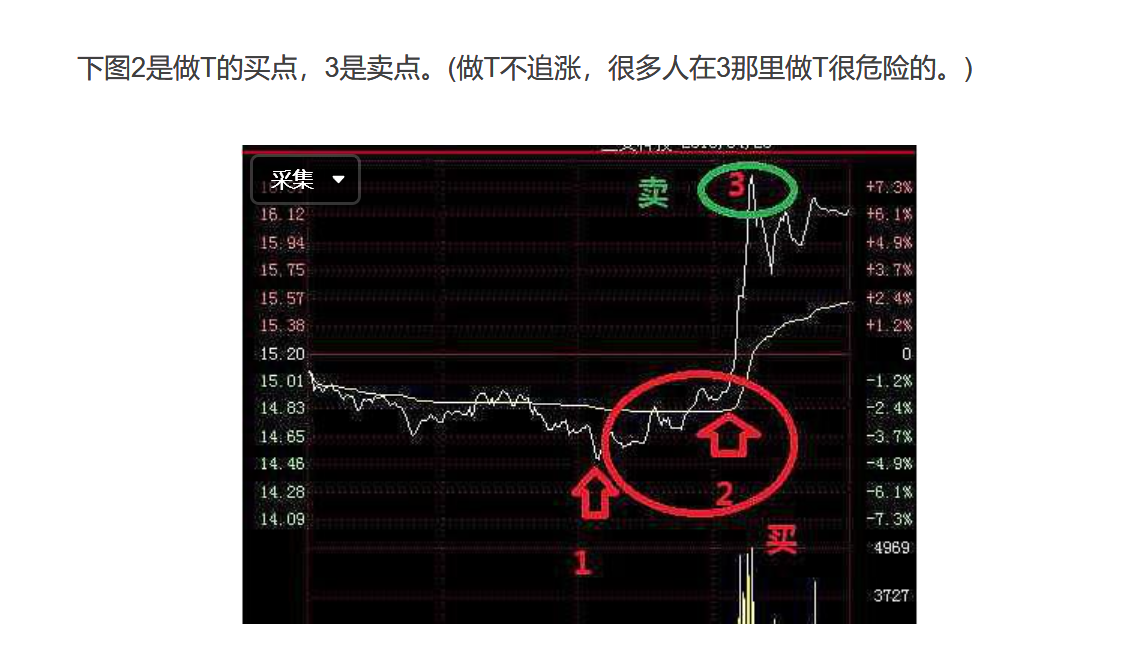 下图2是做T的买点，3是卖点。(做T不追涨，很多人在3那里做T很危险的。)
采集
卖 3
+7.3%
16.12 +6.1%
15.94 +4.9%
15.75 +3.7%
15.57 +2.4%
15.38 +1.2%
15.20 0
15.01 -1.2%
14.83 -2.4%
14.65 -3.7%
14.46 -4.9%
14.28 2 -6.1%
14.09 -7.3%
买 4969
1
3727